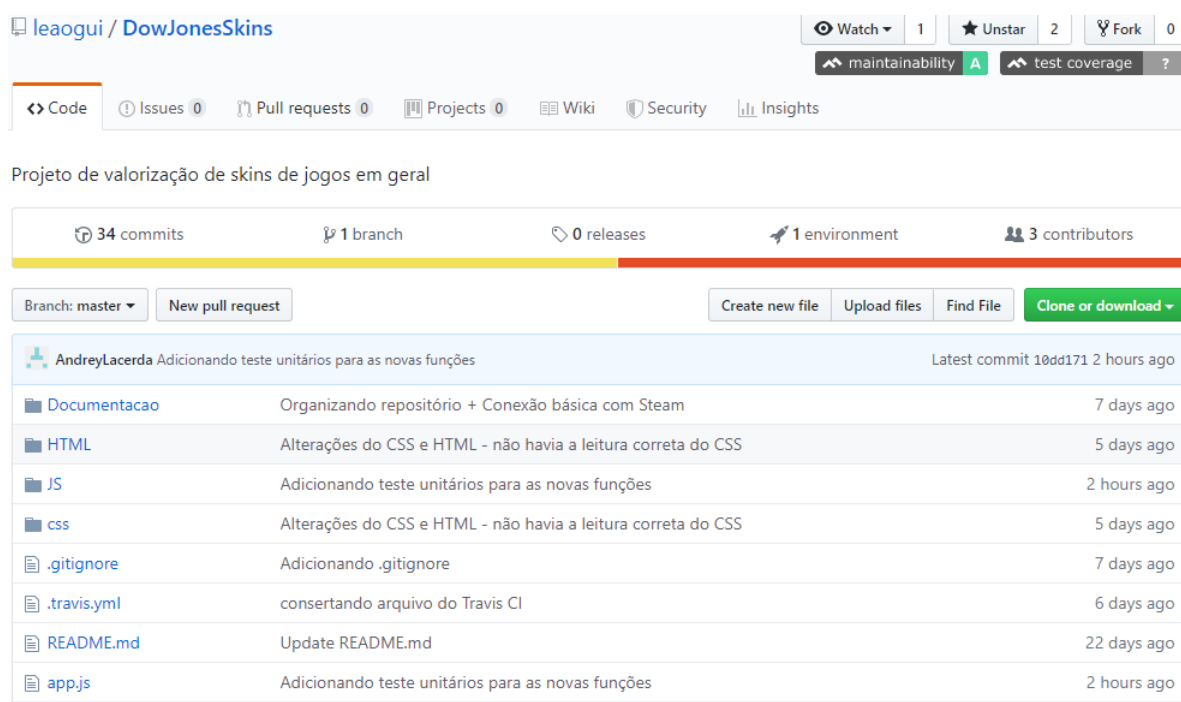 leaogui / DowJonesSkins Watch 1 Unstar 2 Fork 0
maintainability A test coverage ?
Code Issues 0 Pull requests 0 Projects 0 Wiki Security Insights
Projeto de valorização de skins de jogos em geral
34 commits 1 branch 0 releases 1 environment 3 contributors
Branch: master New pull request Create new file Upload files Find File Clone or download
AndreyLacerda Adicionando teste unitários para as novas funções Latest commit 10dd171 2 hours ago
Documentacao Organizando repositório + Conexão básica com Steam 7 days ago
HTML Alterações do CSS e HTML - não havia a leitura correta do CSS 5 days ago
JS Adicionando teste unitários para as novas funções 2 hours ago
css Alterações do CSS e HTML - não havia a leitura correta do CSS 5 days ago
.gitignore Adicionando .gitignore 7 days ago
.travis.yml consertando arquivo do Travis CI 6 days ago
README.md Update README.md 22 days ago
app.js Adicionando teste unitários para as novas funções 2 hours ago